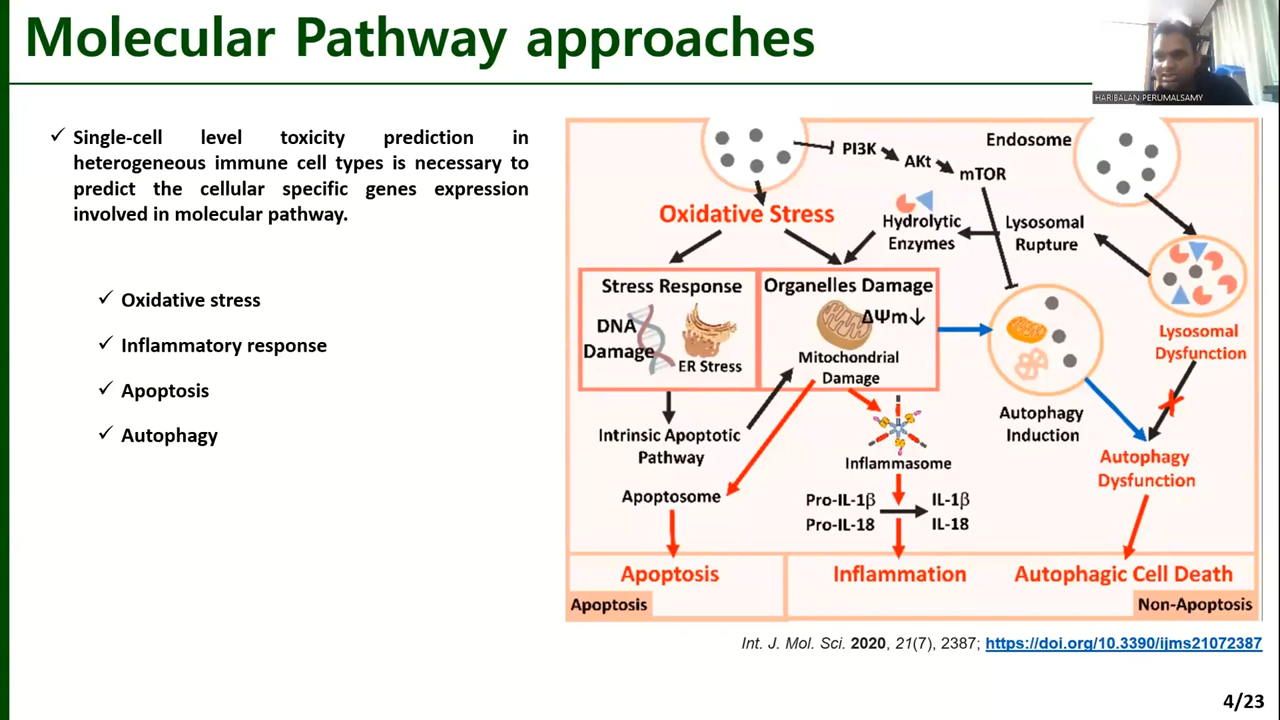 Molecular Pathway approaches
HARIBALAN PERUMALSAMY
✓ Single-cell level toxicity prediction in
heterogeneous immune cell types is necessary to
predict the cellular specific genes expression
involved in molecular pathway.
✓ Oxidative stress
✓ Inflammatory response
✓ Apoptosis
✓ Autophagy
PI3K
AKt
mTOR
Endosome
Oxidative Stress
Hydrolytic
Enzymes
Lysosomal
Rupture
Stress Response
DNA
Damage
ER Stress
Organelles Damage
ΔΨm↓
Mitochondrial
Damage
Lysosomal
Dysfunction
Autophagy
Induction
Intrinsic Apoptotic
Pathway
Inflammasome
Autophagy
Dysfunction
Apoptosome
Pro-IL-1β
Pro-IL-18
IL-1β
IL-18
Apoptosis
Inflammation
Autophagic Cell Death
Apoptosis
Non-Apoptosis
Int. J. Mol. Sci. 2020, 21(7), 2387; https://doi.org/10.3390/ijms21072387
4/23